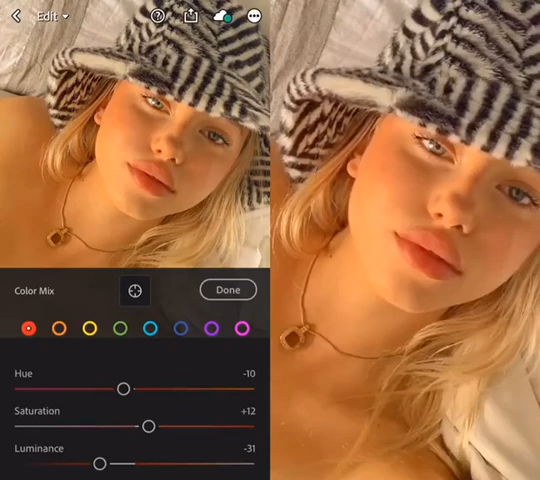 Edit
Color Mix
Done
Hue -10
Saturation +12
Luminance -31